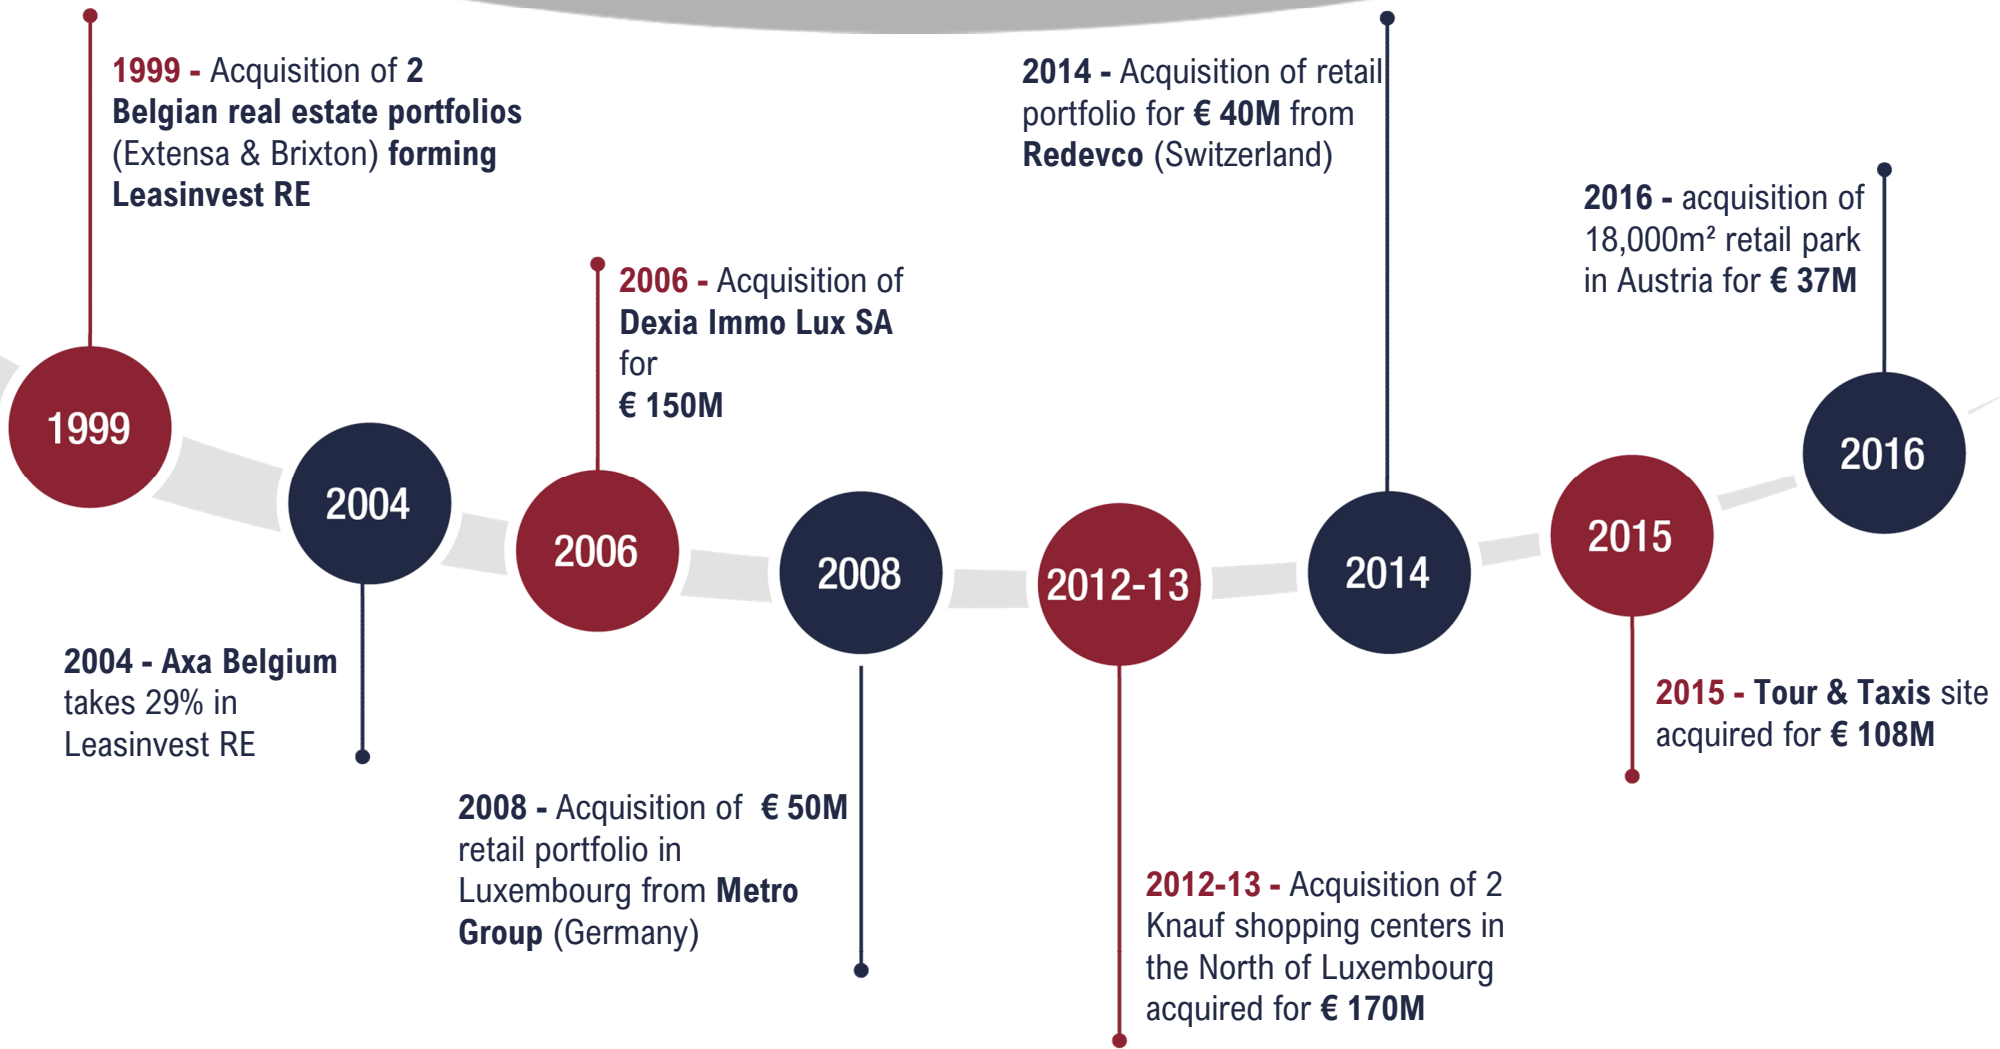 1999 - Acquisition of 2
Belgian real estate portfolios
(Extensa & Brixton) forming
Leasinvest RE
2014 - Acquisition of retail
portfolio for € 40M from
Redevco (Switzerland)
2016 - acquisition of
18,000m² retail park
in Austria for € 37M
2006 - Acquisition of
Dexia Immo Lux SA
for
€ 150M
1999
2004
2006
2008
2012-13
2014
2015
2016
2004 - Axa Belgium
takes 29% in
Leasinvest RE
2008 - Acquisition of € 50M
retail portfolio in
Luxembourg from Metro
Group (Germany)
2012-13 - Acquisition of 2
Knauf shopping centers in
the North of Luxembourg
acquired for € 170M
2015 - Tour & Taxis site
acquired for € 108M